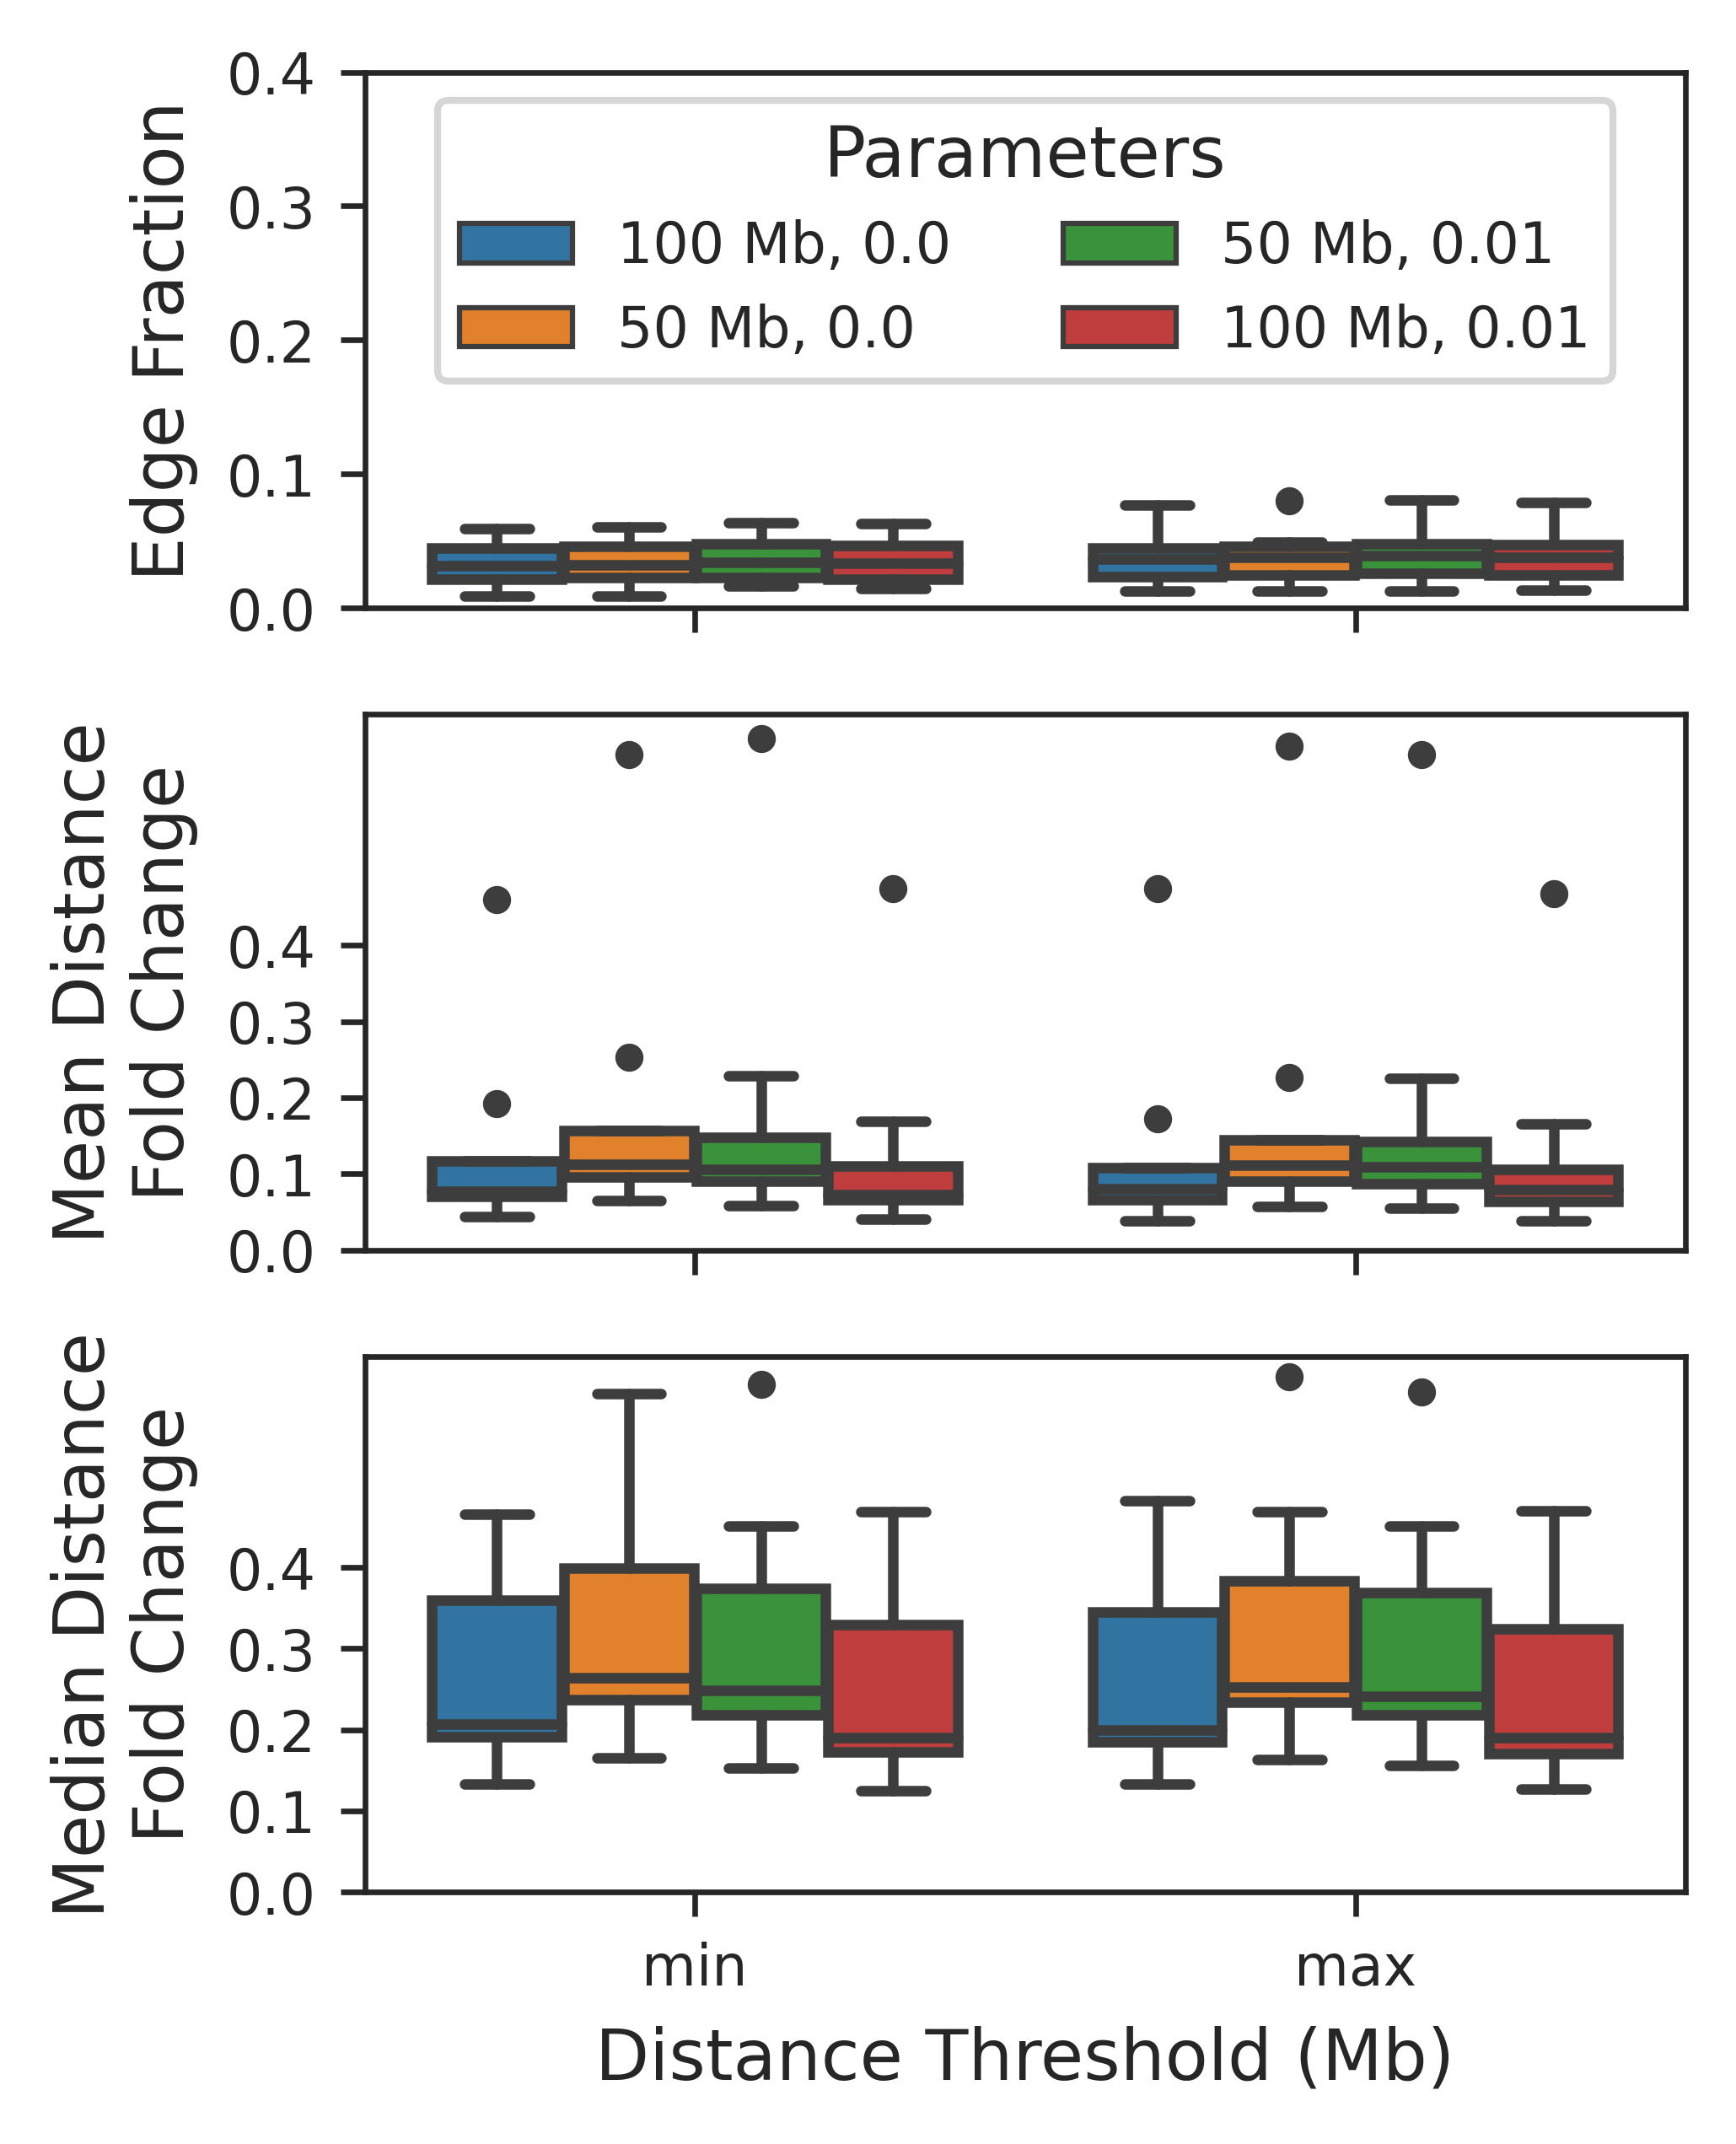 Edge Fraction
0.4
0.3
0.2
0.1
0.0
Parameters
100 Mb, 0.0
50 Mb, 0.0
50 Mb, 0.01
100 Mb, 0.01
Mean Distance
Fold Change
0.4
0.3
0.2
0.1
0.0
Median Distance
Fold Change
0.4
0.3
0.2
0.1
0.0
min
max
Distance Threshold (Mb)